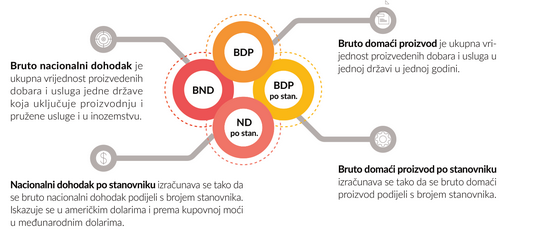 Bruto nacionalni dohodak je
ukupna vrijednost proizvedenih
dobara i usluga jedne države
koja uključuje proizvodnju i
pružene usluge i u inozemstvu.
BDP
BND
BDP
po stan.
ND
po stan.
Bruto domaći proizvod je ukupna vri-
jednost proizvedenih dobara i usluga u
jednoj državi u jednoj godini.
$
Nacionalni dohodak po stanovniku izračunava se tako da
se bruto nacionalni dohodak podijeli s brojem stanovnika.
Iskazuje se u američkim dolarima i prema kupovnoj moći
u međunarodnim dolarima.
Bruto domaći proizvod po stanovniku
izračunava se tako da se bruto domaći
proizvod podijeli s brojem stanovnika.